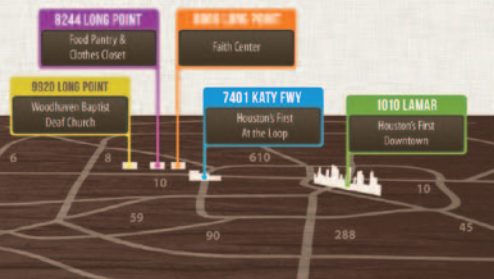 8244 LONG POINT
Food Pantry &
Clothes Closet
LONG POINT
Faith Center
9920 LONG POINT
Woodhaven Baptist
Deaf Church
7401 KATY FWY
Houston's First
At the Loop
1010 LAMAR
Houston's First
Downtown
6
8
610
10
10
59
90
288
45